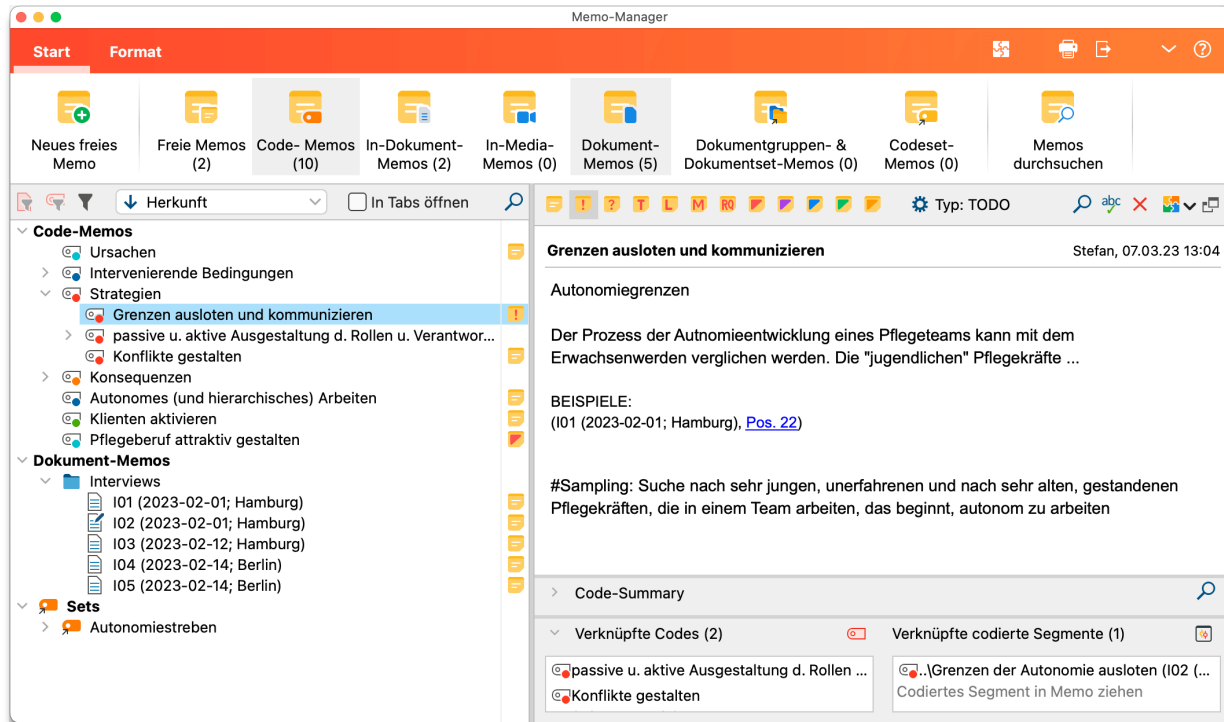 Memo-Manager
Start Format
Neues freies Memo
Freie Memos (2)
Code- Memos (10)
In-Dokument-Memos (2)
In-Media-Memos (0)
Dokument-Memos (5)
Dokumentgruppen- & Dokumentset-Memos (0)
Codeset-Memos (0)
Memos durchsuchen
Herkunft
In Tabs öffnen
Code-Memos
Ursachen
Intervenierende Bedingungen
Strategien
Grenzen ausloten und kommunizieren
passive u. aktive Ausgestaltung d. Rollen u. Verantwor...
Konflikte gestalten
Konsequenzen
Autonomes (und hierarchisches) Arbeiten
Klienten aktivieren
Pflegeberuf attraktiv gestalten
Dokument-Memos
Interviews
I01 (2023-02-01; Hamburg)
I02 (2023-02-01; Hamburg)
I03 (2023-02-12; Hamburg)
I04 (2023-02-14; Berlin)
I05 (2023-02-14; Berlin)
Sets
Autonomiestreben
! ? T L M RQ
Typ: TODO
abc
Grenzen ausloten und kommunizieren
Stefan, 07.03.23 13:04
Autonomiegrenzen
Der Prozess der Autnomieentwicklung eines Pflegeteams kann mit dem
Erwachsenwerden verglichen werden. Die "jugendlichen" Pflegekräfte ...
BEISPIELE:
(I01 (2023-02-01; Hamburg), Pos. 22)
#Sampling: Suche nach sehr jungen, unerfahrenen und nach sehr alten, gestandenen
Pflegekräften, die in einem Team arbeiten, das beginnt, autonom zu arbeiten
Code-Summary
Verknüpfte Codes (2)
passive u. aktive Ausgestaltung d. Rollen ...
Konflikte gestalten
Verknüpfte codierte Segmente (1)
..\Grenzen der Autonomie ausloten (I02 (...
Codiertes Segment in Memo ziehen